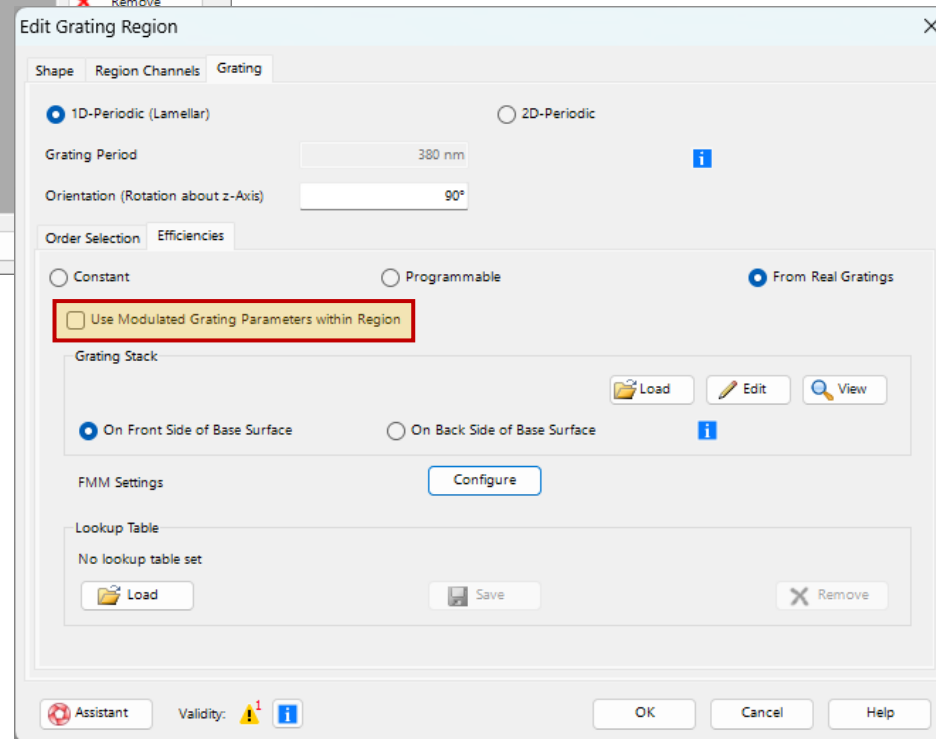 Remove
Edit Grating Region
Shape Region Channels Grating
1D-Periodic (Lamellar) 2D-Periodic
Grating Period 380 nm
Orientation (Rotation about z-Axis) 90°
Order Selection Efficiencies
Constant Programmable From Real Gratings
Use Modulated Grating Parameters within Region
Grating Stack
Load Edit View
On Front Side of Base Surface On Back Side of Base Surface
FMM Settings Configure
Lookup Table
No lookup table set
Load Save Remove
Assistant Validity: 1 OK Cancel Help